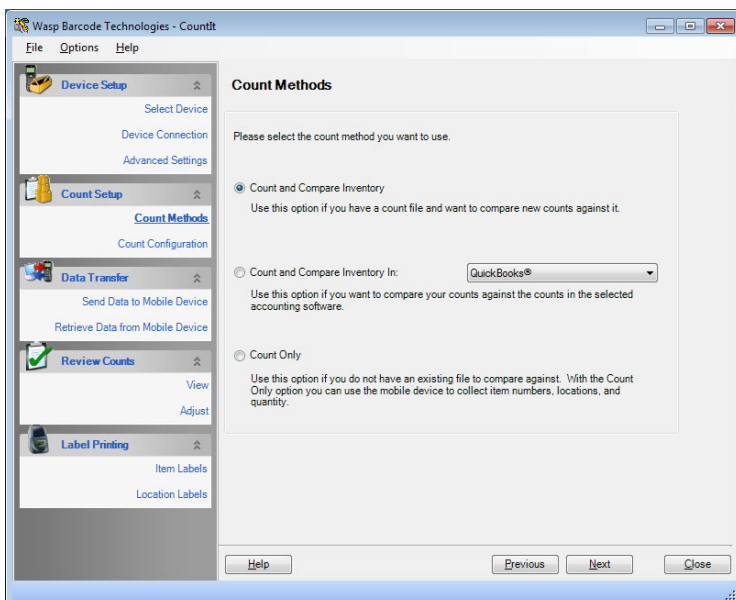 Wasp Barcode Technologies - CountIt
File Options Help
Device Setup
Select Device
Device Connection
Advanced Settings
Count Setup
Count Methods
Count Configuration
Data Transfer
Send Data to Mobile Device
Retrieve Data from Mobile Device
Review Counts
View
Adjust
Label Printing
Item Labels
Location Labels
Count Methods
Please select the count method you want to use.
Count and Compare Inventory
Use this option if you have a count file and want to compare new counts against it.
Count and Compare Inventory In: QuickBooks®
Use this option if you want to compare your counts against the counts in the selected
accounting software.
Count Only
Use this option if you do not have an existing file to compare against. With the Count
Only option you can use the mobile device to collect item numbers, locations, and
quantity.
Help Previous Next Close